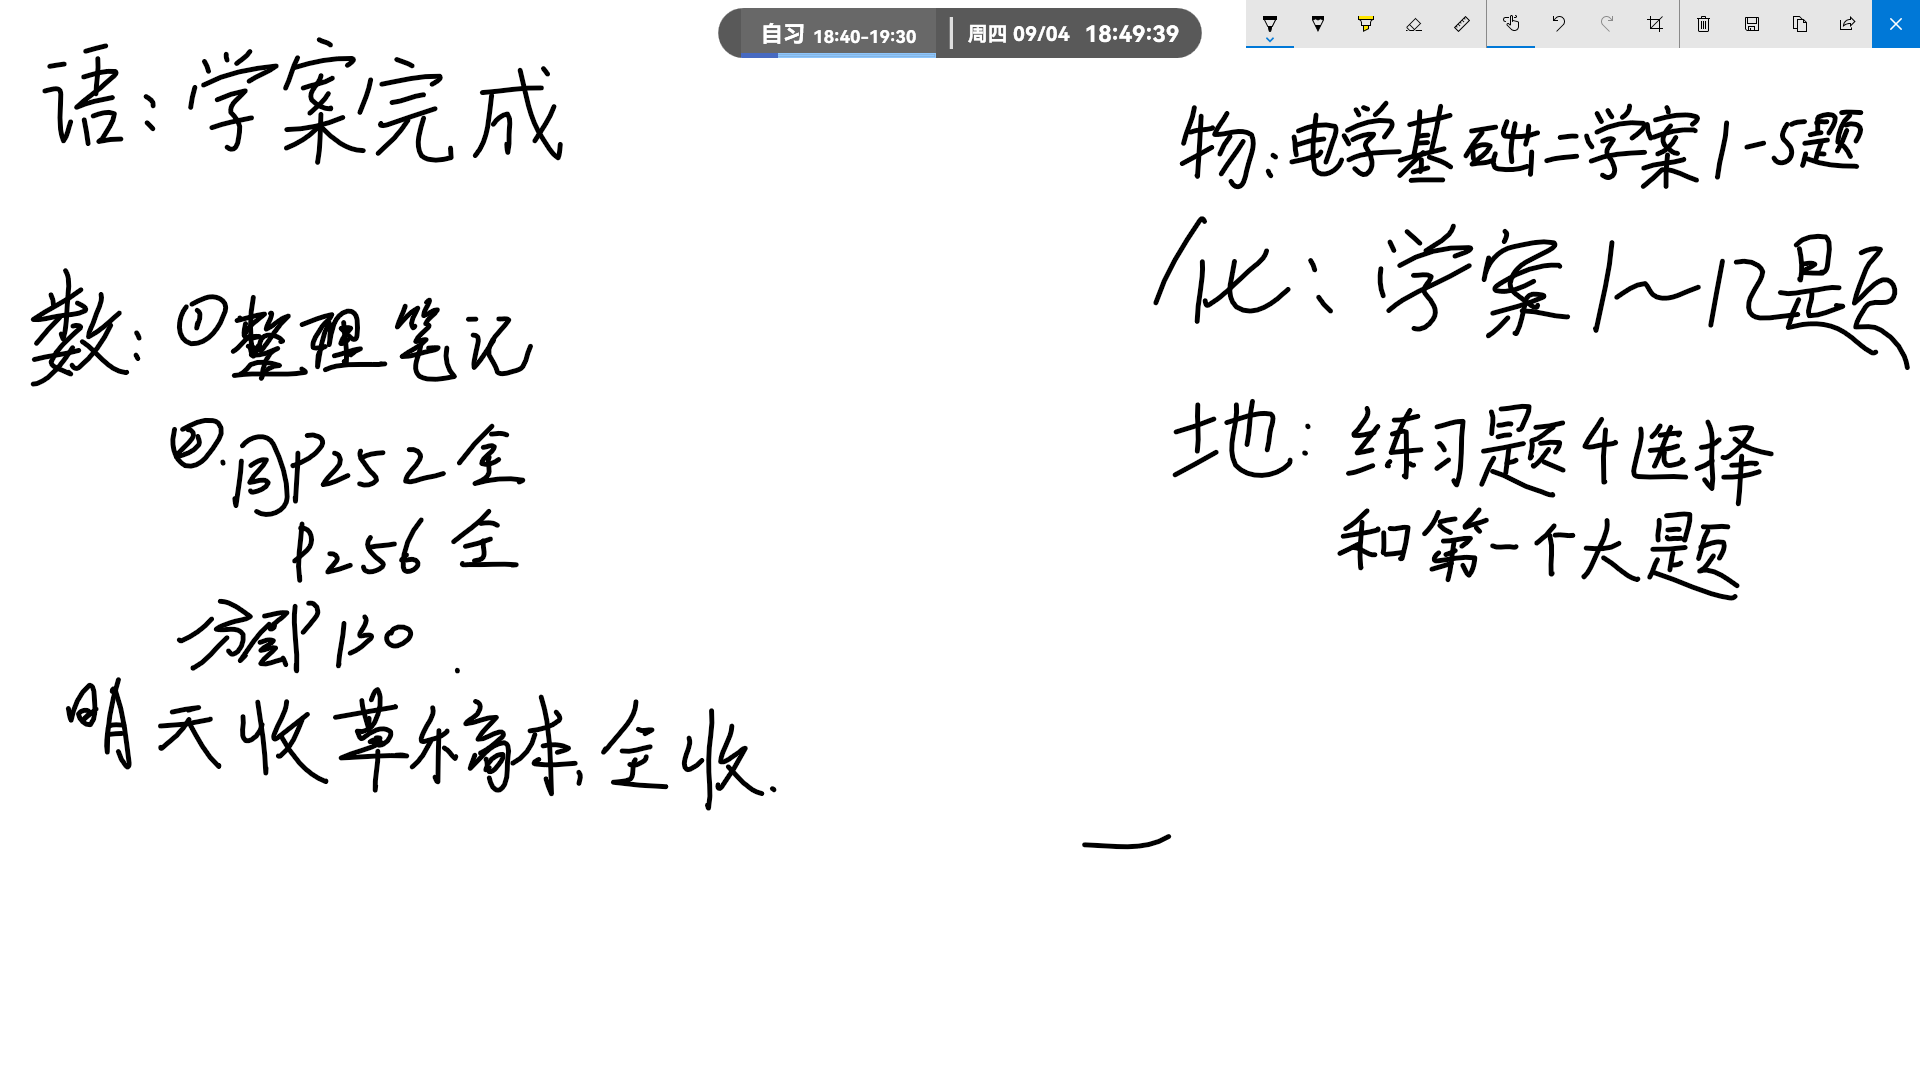 自习 18:40-19:30 周四 09/04 18:49:39
语：学案完成
数：①整理笔记
②同P252全
P256全
分层P130
明天收草稿本,全收.
物：电学基础二学案1-5题
化：学案1～12题
地：练习题4选择
和第一个大题